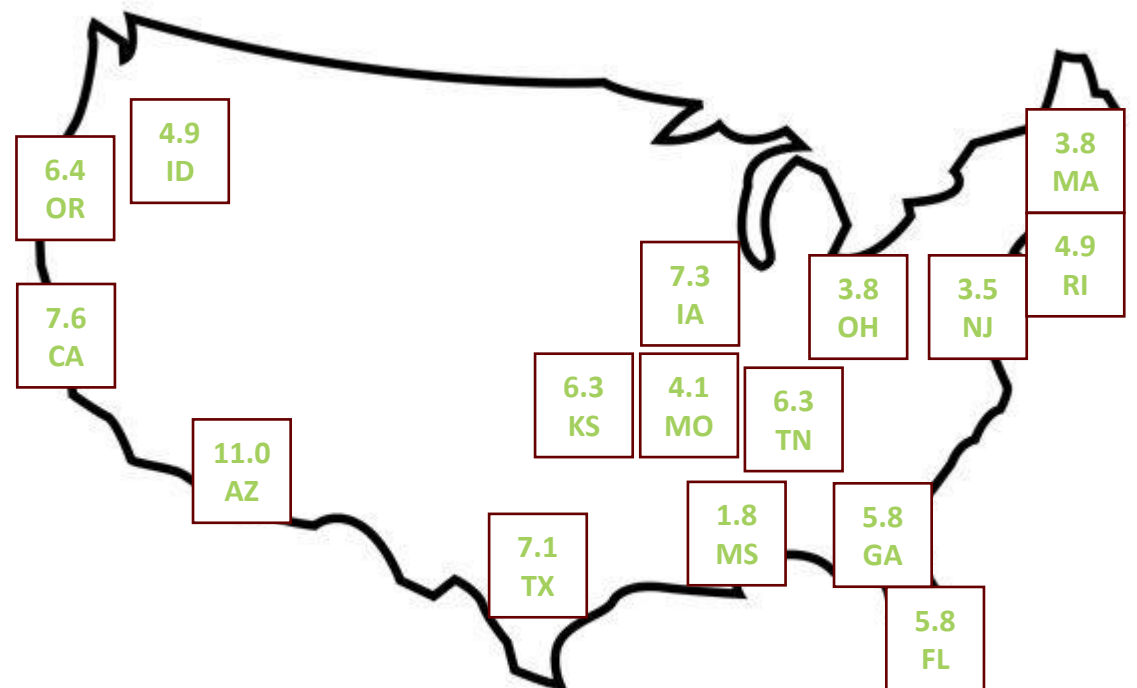 4.9
ID
6.4
OR
3.8
MA
4.9
RI
7.3
IA
3.8
OH
3.5
NJ
7.6
CA
6.3
KS
4.1
MO
6.3
TN
11.0
AZ
1.8
MS
5.8
GA
7.1
TX
5.8
FL